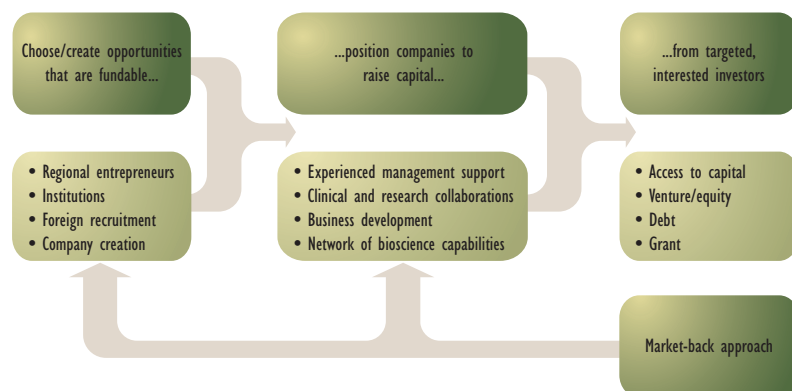 Choose/create opportunities
that are fundable...
...position companies to
raise capital...
...from targeted,
interested investors
• Regional entrepreneurs
• Institutions
• Foreign recruitment
• Company creation
• Experienced management support
• Clinical and research collaborations
• Business development
• Network of bioscience capabilities
• Access to capital
• Venture/equity
• Debt
• Grant
Market-back approach